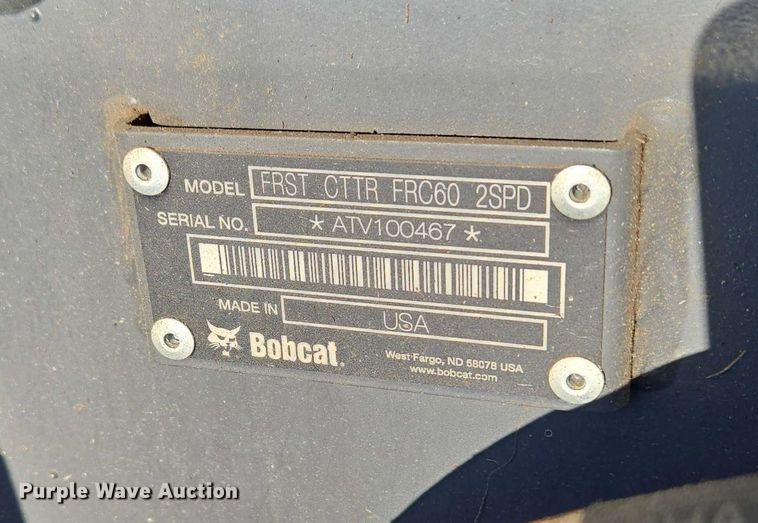 MODEL FRST CTTR FRC60 2SPD
SERIAL NO. * ATV100467 *
MADE IN USA
Bobcat®
West Fargo, ND 58078 USA
www.bobcat.com
Purple Wave Auction